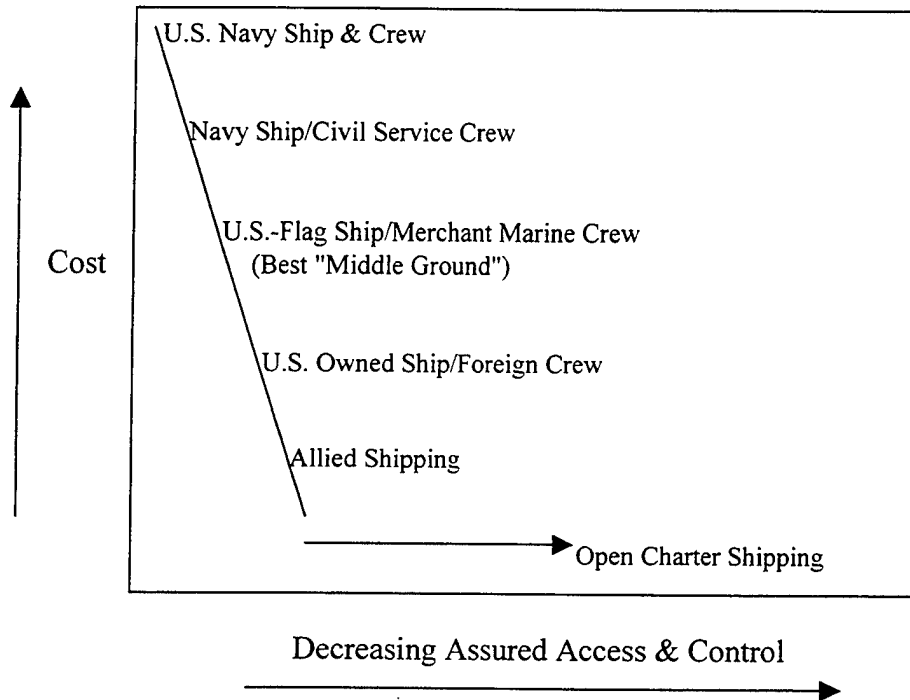 U.S. Navy Ship & Crew
Navy Ship/Civil Service Crew
U.S.-Flag Ship/Merchant Marine Crew
(Best "Middle Ground")
Cost
U.S. Owned Ship/Foreign Crew
Allied Shipping
Open Charter Shipping
Decreasing Assured Access & Control